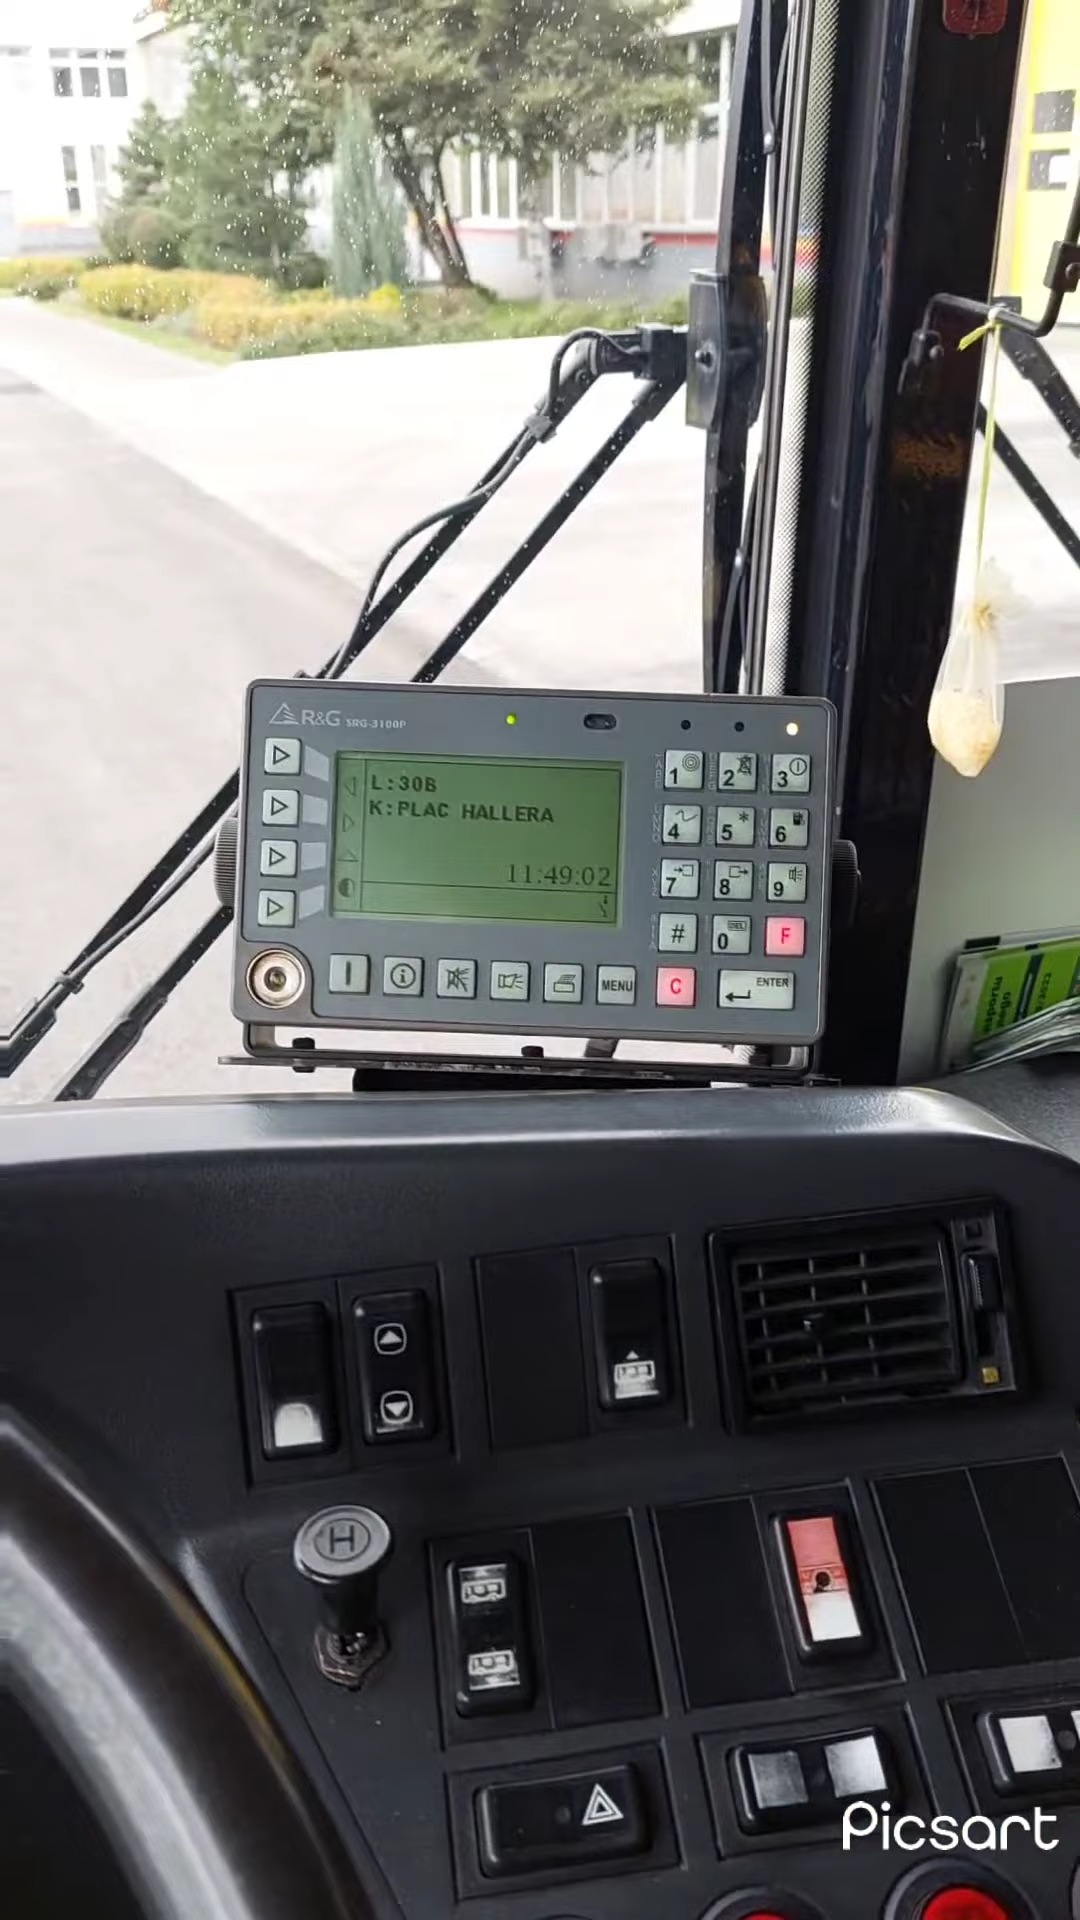 R&G SRG-3100P
L:30B
K:PLAC HALLERA
11:49:02
1
2
3
4
5
6
7
8
9
#
0
DEL
F
MENU
C
ENTER
H
Picsart